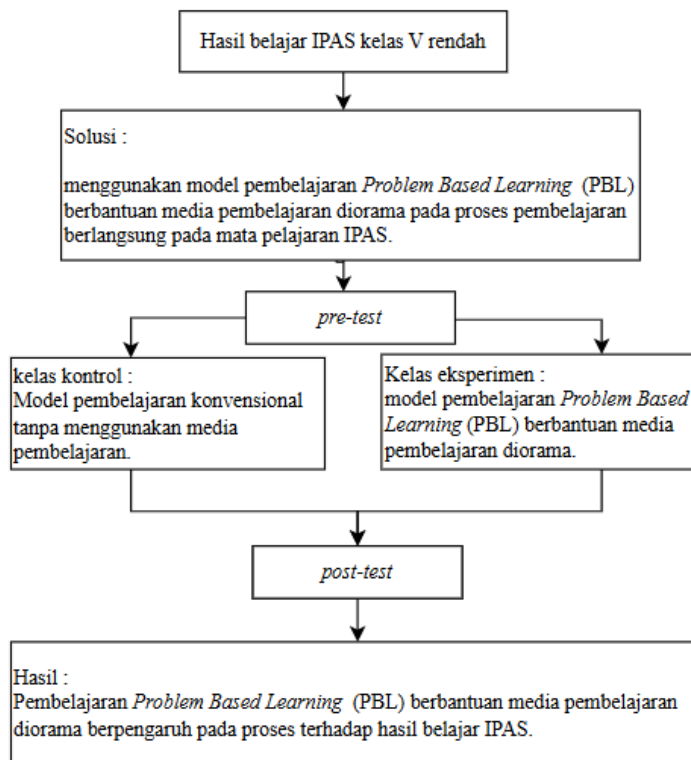 Hasil belajar IPAS kelas V rendah
Solusi :
menggunakan model pembelajaran Problem Based Learning (PBL)
berbantuan media pembelajaran diorama pada proses pembelajaran
berlangsung pada mata pelajaran IPAS.
pre-test
kelas kontrol :
Model pembelajaran konvensional
tanpa menggunakan media
pembelajaran.
Kelas eksperimen :
model pembelajaran Problem Based
Learning (PBL) berbantuan media
pembelajaran diorama.
post-test
Hasil :
Pembelajaran Problem Based Learning (PBL) berbantuan media pembelajaran
diorama berpengaruh pada proses terhadap hasil belajar IPAS.